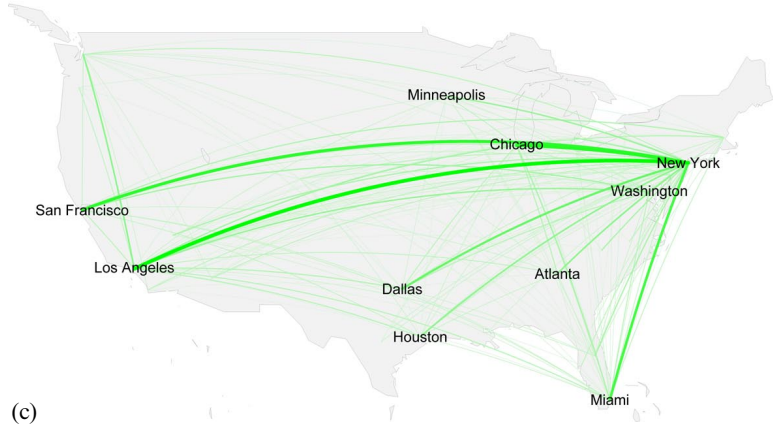 Minneapolis
Chicago
New York
Washington
San Francisco
Los Angeles
Atlanta
Dallas
Houston
Miami
(c)